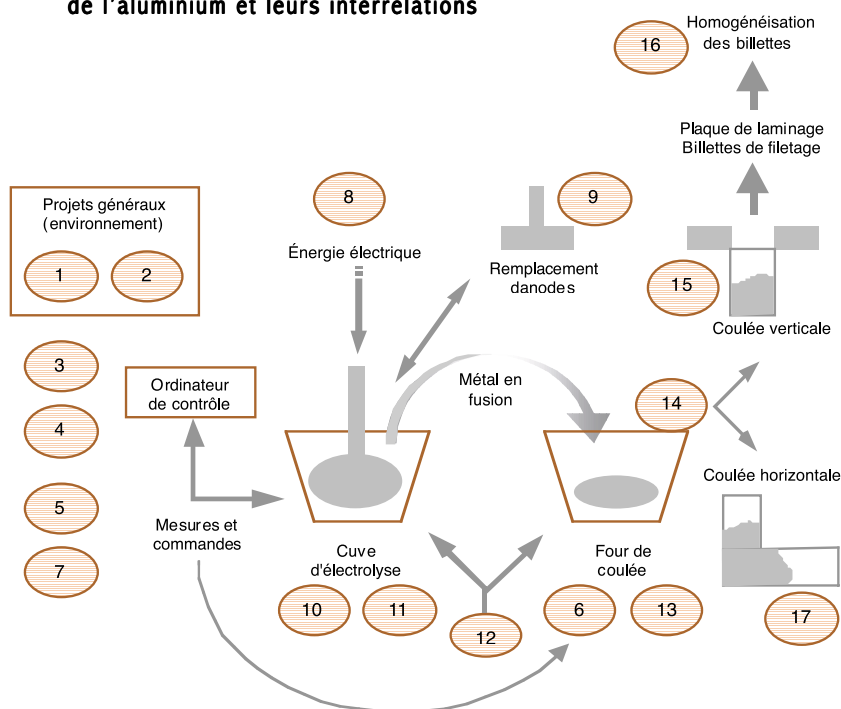 de l'aluminium et leurs interrelations
Homogénéisation
des billettes
16
Plaque de laminage
Billettes de filetage
8
9
Projets généraux
(environnement)
1
2
Énergie électrique
Remplacement
danodes
15
Coulée verticale
3
Ordinateur
de contrôle
Métal en
fusion
14
4
Coulée horizontale
5
Mesures et
commandes
7
Cuve
d'électrolyse
Four de
coulée
10
11
12
6
13
17